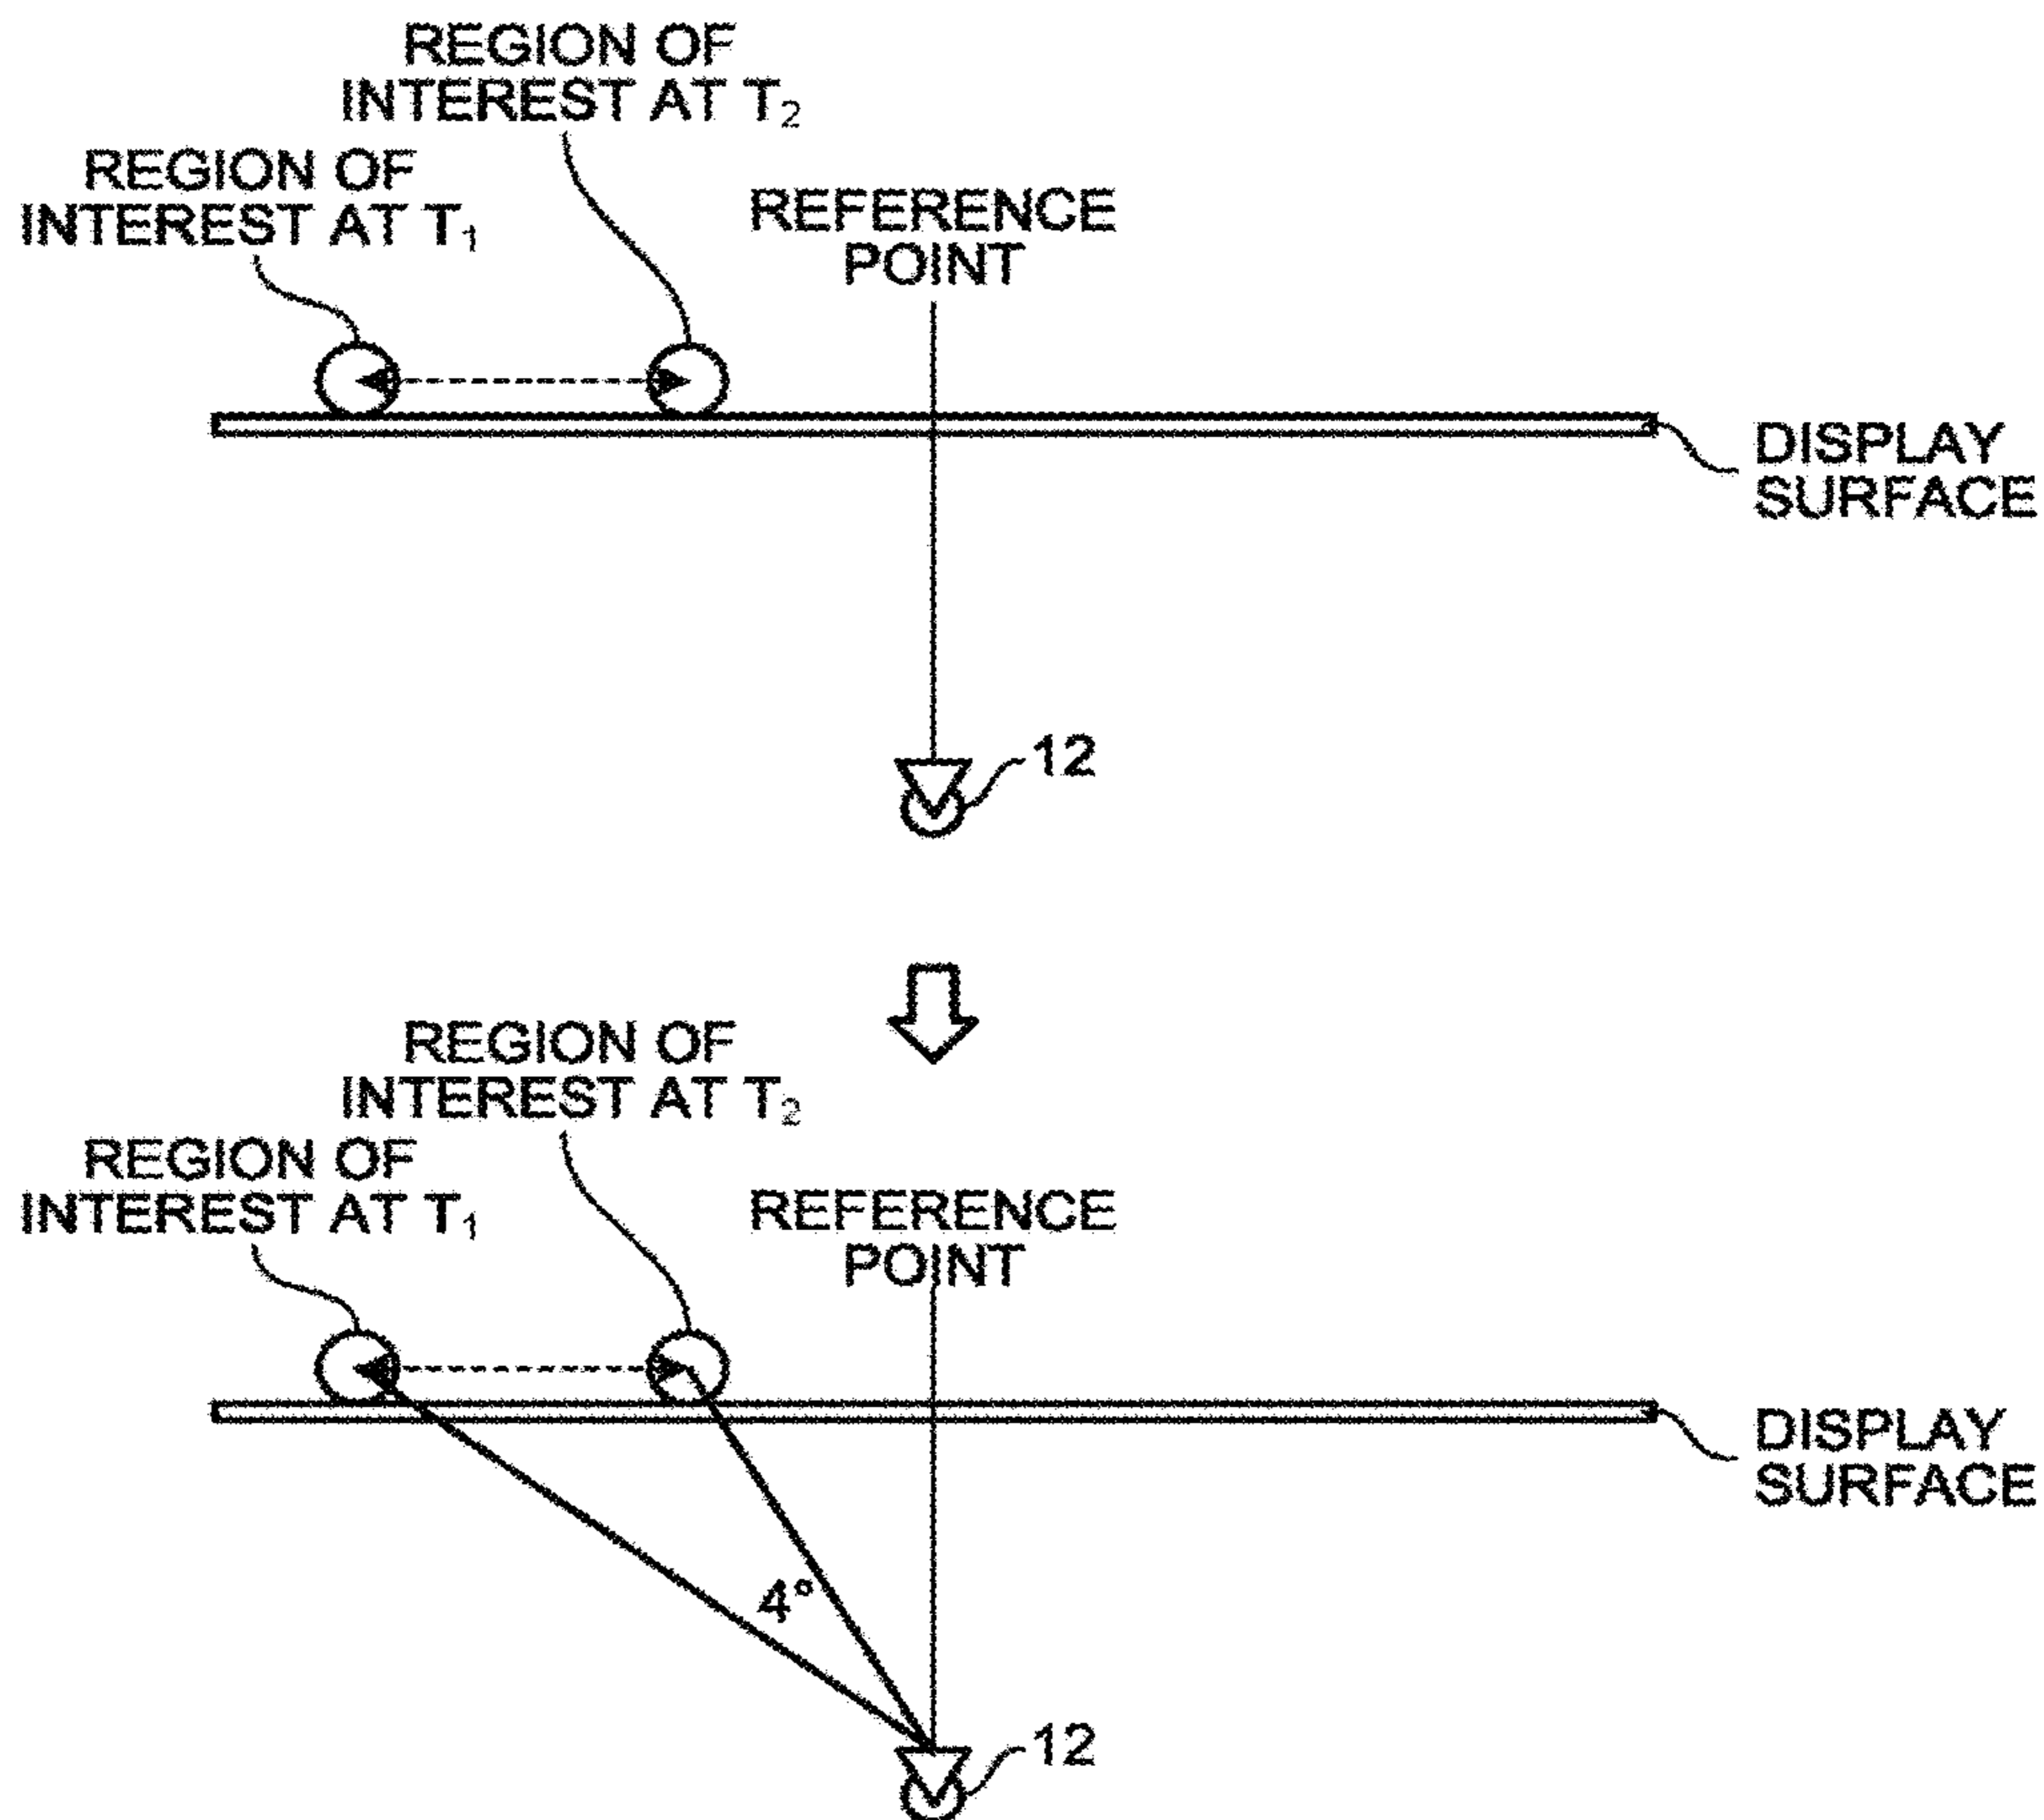 REGION OF
INTEREST AT T₂
REGION OF
INTEREST AT T₁
REFERENCE
POINT
DISPLAY
SURFACE
12
REGION OF
INTEREST AT T₂
REGION OF
INTEREST AT T₁
REFERENCE
POINT
DISPLAY
SURFACE
4°
12